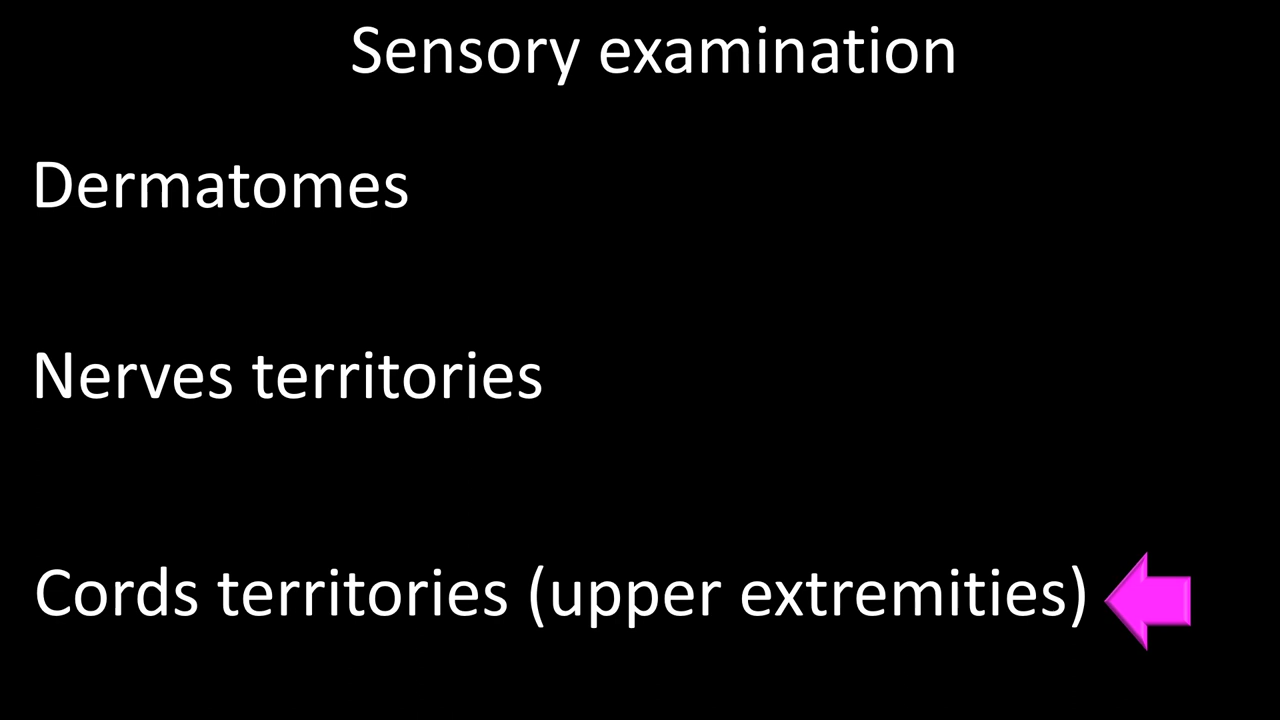 Sensory examination
Dermatomes
Nerves territories
Cords territories (upper extremities)